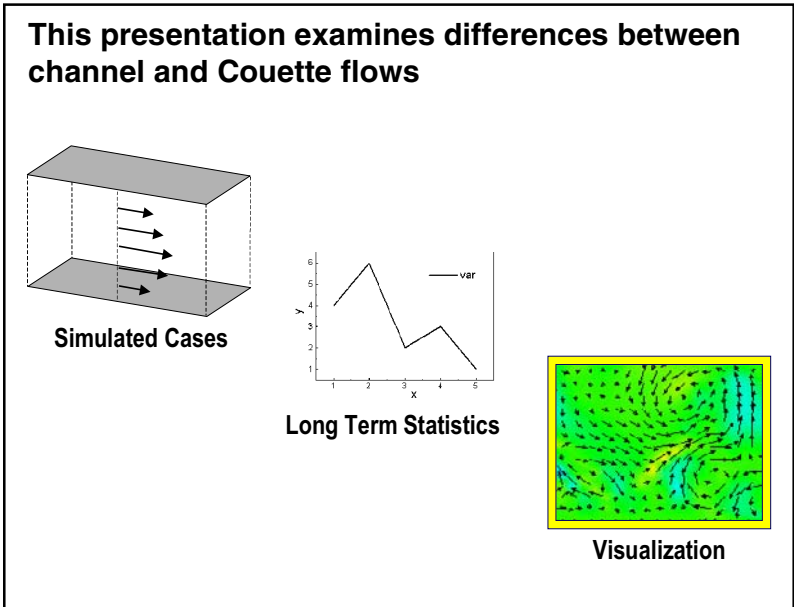 This presentation examines differences between
channel and Couette flows
Simulated Cases
6
5
4
3
2
1
y
var
1 2 3 4 5
x
Long Term Statistics
Visualization